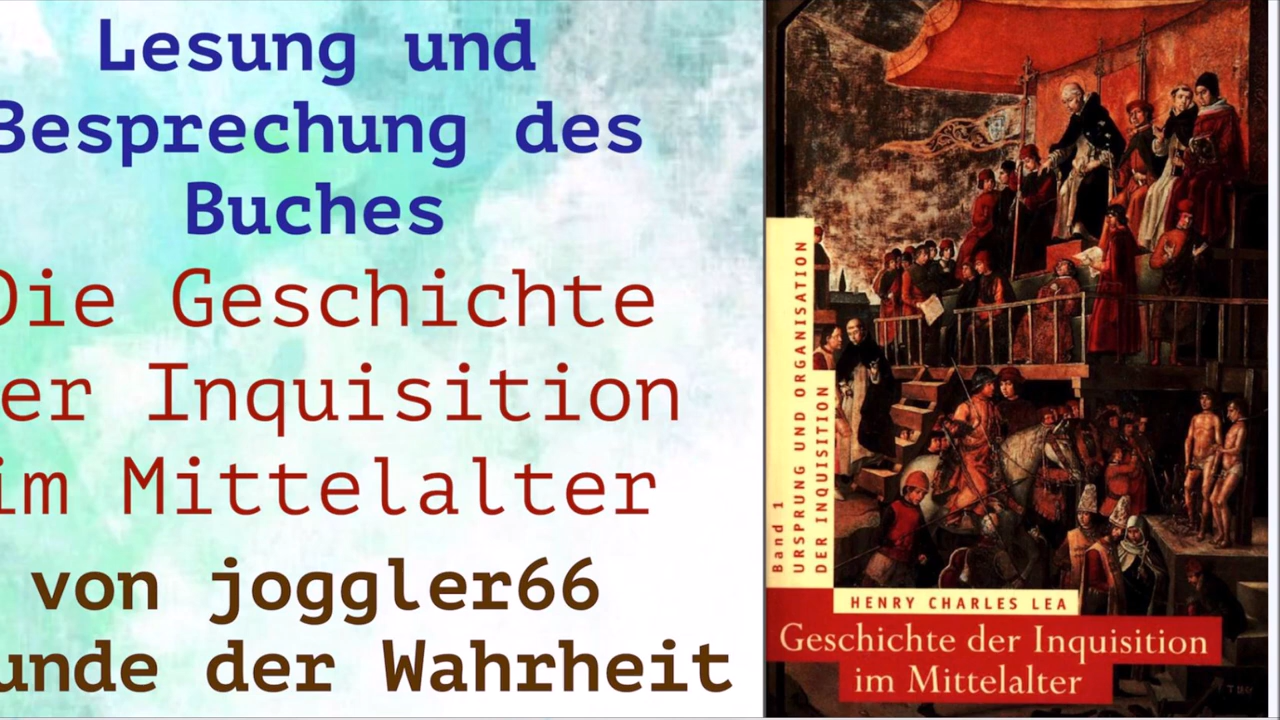 Lesung und
Besprechung des
Buches
Die Geschichte
er Inquisition
im Mittelalter
von joggler66
unde der Wahrheit
Band 1
URSPRUNG UND ORGANISATION
DER INQUISITION
HENRY CHARLES LEA
Geschichte der Inquisition
im Mittelalter